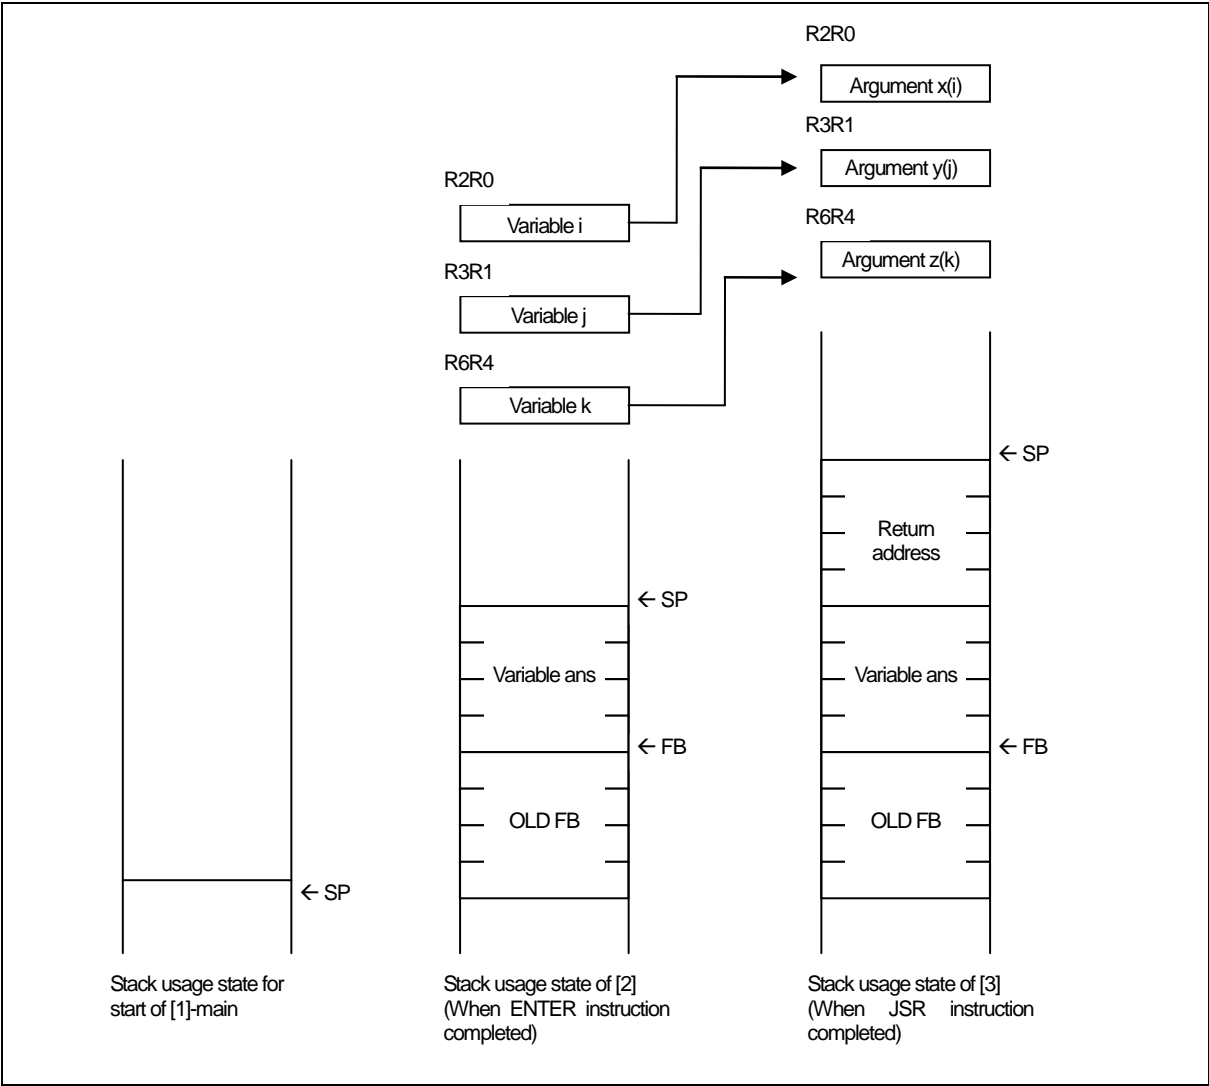 R2R0
Argument x(i)
R3R1
Argument y(j)
R2R0
R6R4
Variable i
Argument z(k)
R3R1
Variable j
R6R4
Variable k
← SP
Return
address
← SP
Variable ans
Variable ans
← FB
← FB
OLD FB
OLD FB
← SP
Stack usage state for
start of [1]-main
Stack usage state of [2]
(When ENTER instruction
completed)
Stack usage state of [3]
(When JSR instruction
completed)